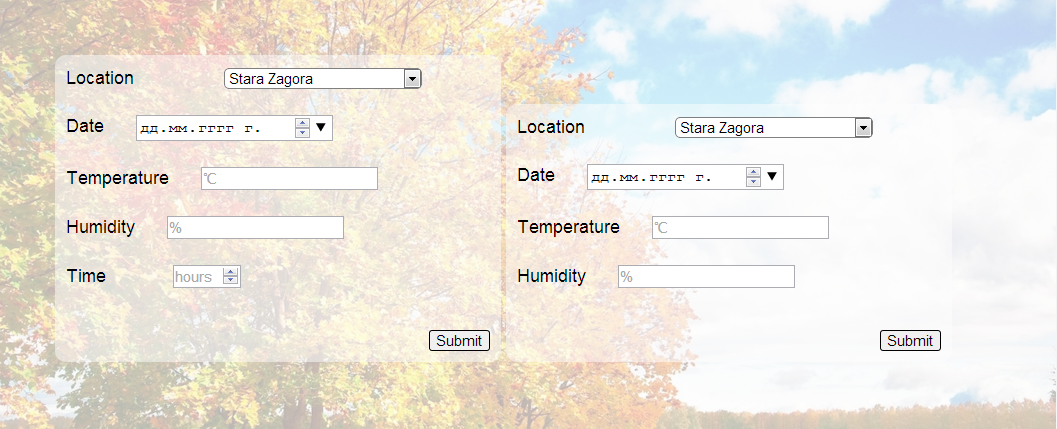 Location Stara Zagora
Date дд.мм.гггг г.
Temperature °C
Humidity %
Time hours
Submit
Location Stara Zagora
Date дд.мм.гггг г.
Temperature °C
Humidity %
Submit